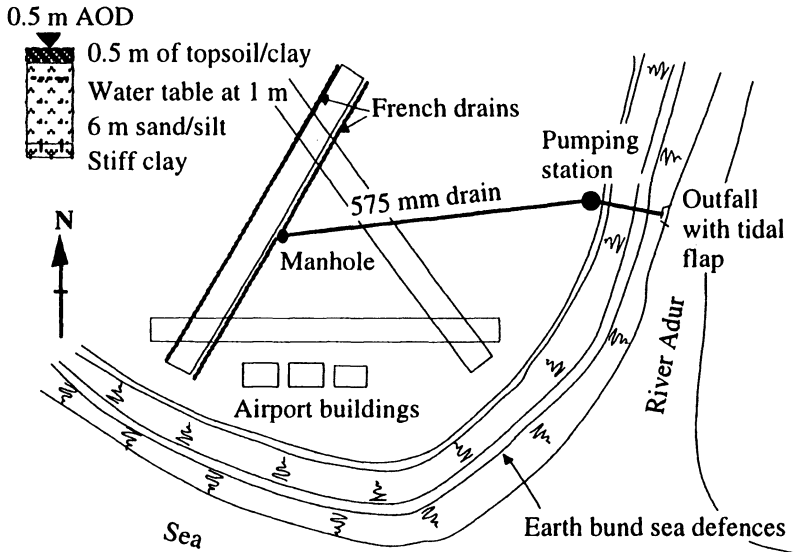 0.5 m AOD
0.5 m of topsoil/clay
Water table at 1 m
6 m sand/silt
Stiff clay
French drains
Pumping
station
575 mm drain
Outfall
with tidal
flap
N
Manhole
River Adur
Airport buildings
Earth bund sea defences
Sea